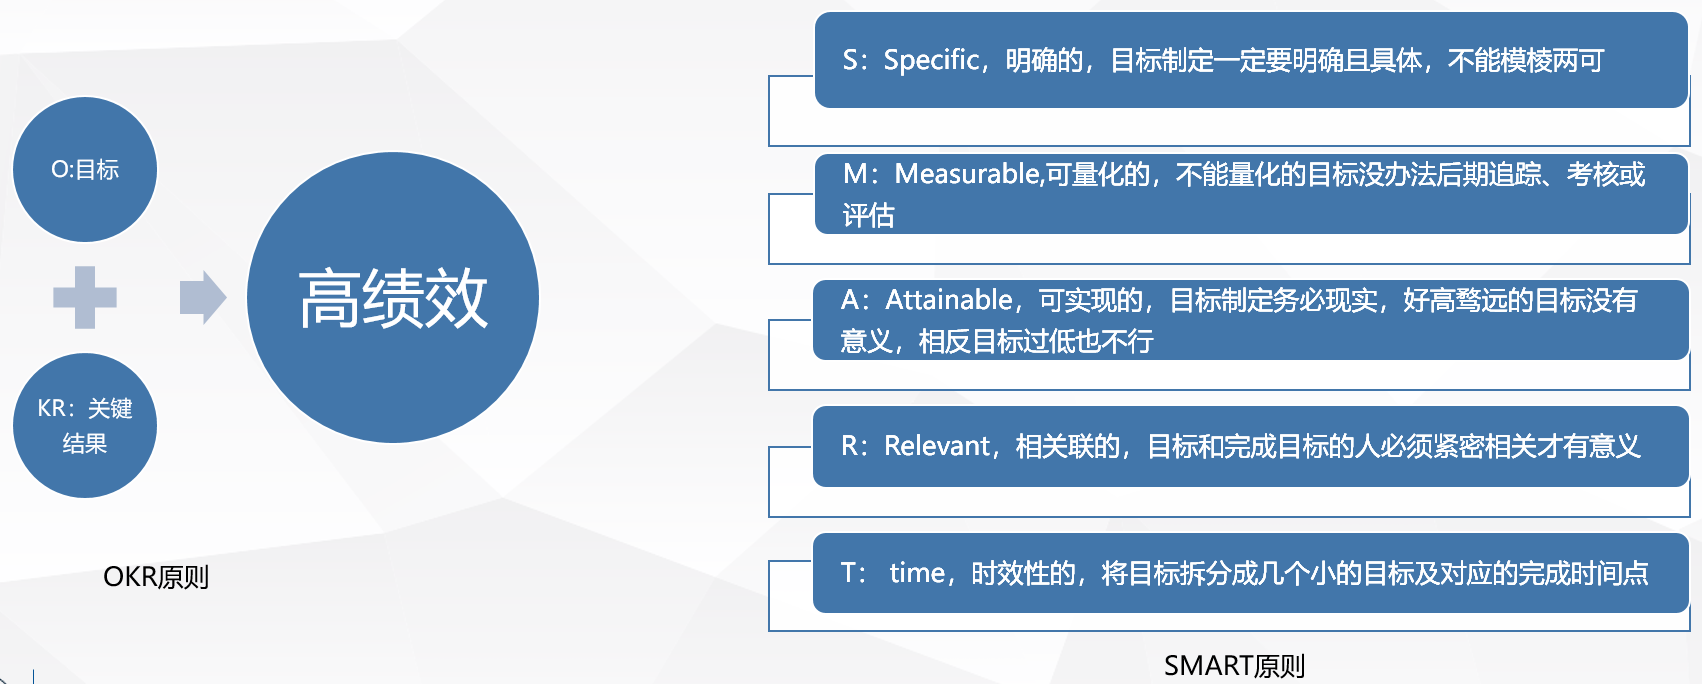 O:目标
KR：关键
结果
高绩效
OKR原则
S：Specific，明确的，目标制定一定要明确且具体，不能模棱两可
M：Measurable,可量化的，不能量化的目标没办法后期追踪、考核或
评估
A：Attainable，可实现的，目标制定务必现实，好高骛远的目标没有
意义，相反目标过低也不行
R：Relevant，相关联的，目标和完成目标的人必须紧密相关才有意义
T： time，时效性的，将目标拆分成几个小的目标及对应的完成时间点
SMART原则